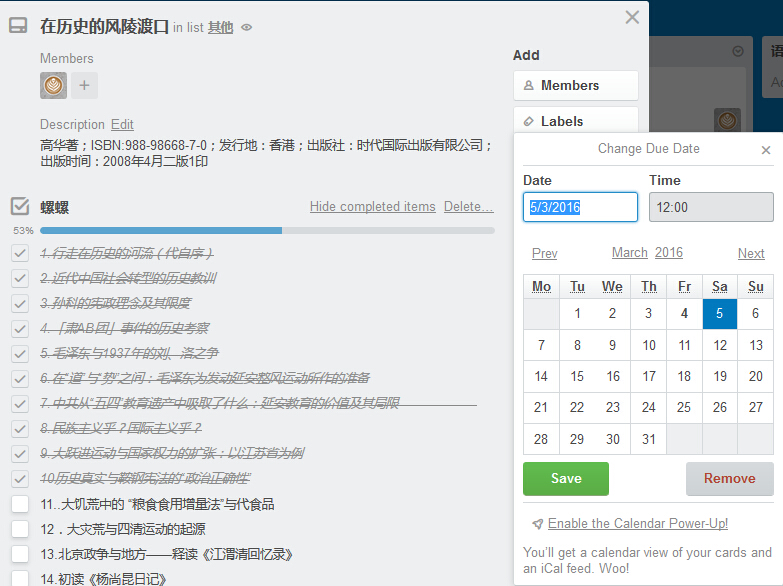 在历史的风陵渡口 in list 其他
Members
+
Description Edit
高华著；ISBN:988-98668-7-0；发行地：香港；出版社：时代国际出版有限公司；
出版时间：2008年4月二版1印
螺螺 Hide completed items Delete...
53%
1.行走在历史的河流（代自序）
2.近代中国社会转型的历史教训
3.孙科的宪政理念及其限度
4.「肃AB团」事件的历史考察
5.毛泽东与1937年的刘、洛之争
6.在“道”与“势”之间：毛泽东为发动延安整风运动所作的准备
7.中共从“五四”教育遗产中吸取了什么：延安教育的价值及其局限
8.民族主义乎？国际主义乎？
9.大跃进运动与国家权力的扩张：以江苏省为例
10历史真实与鞍钢宪法的“政治正确性”
11..大饥荒中的 “粮食食用增量法”与代食品
12．大灾荒与四清运动的起源
13.北京政争与地方——释读《江渭清回忆录》
14.初读《杨尚昆日记》
Add
Members
Labels
Change Due Date
Date Time
5/3/2016 12:00
Prev March 2016 Next
Mo Tu We Th Fr Sa Su
1 2 3 4 5 6
7 8 9 10 11 12 13
14 15 16 17 18 19 20
21 22 23 24 25 26 27
28 29 30 31
Save Remove
Enable the Calendar Power-Up!
You’ll get a calendar view of your cards and
an iCal feed. Woo!
语
Ad